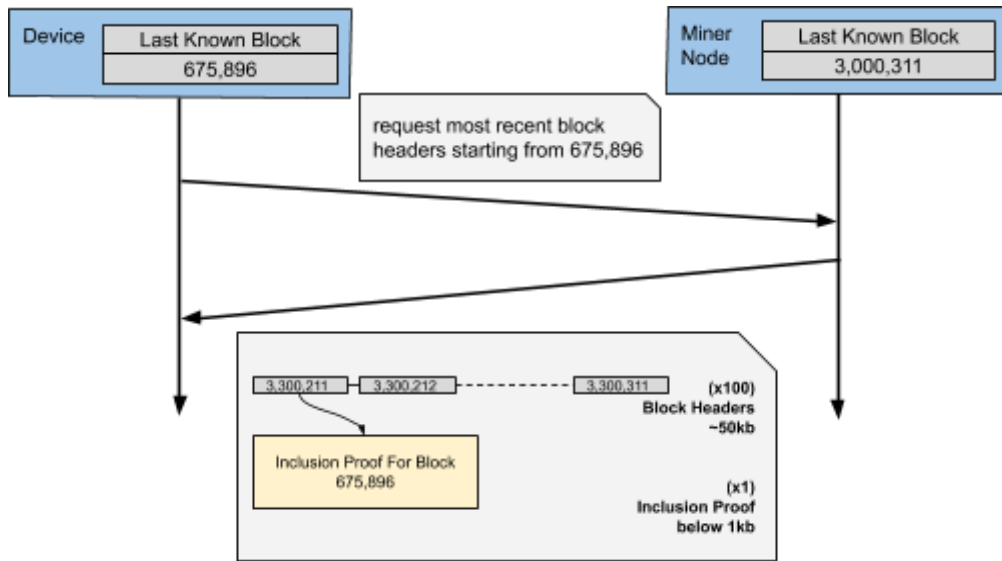 Device
Last Known Block
675,896
Miner
Node
Last Known Block
3,000,311
request most recent block
headers starting from 675,896
3,300,211
3,300,212
3,300,311
(x100)
Block Headers
~50kb
Inclusion Proof For Block
675,896
(x1)
Inclusion Proof
below 1kb